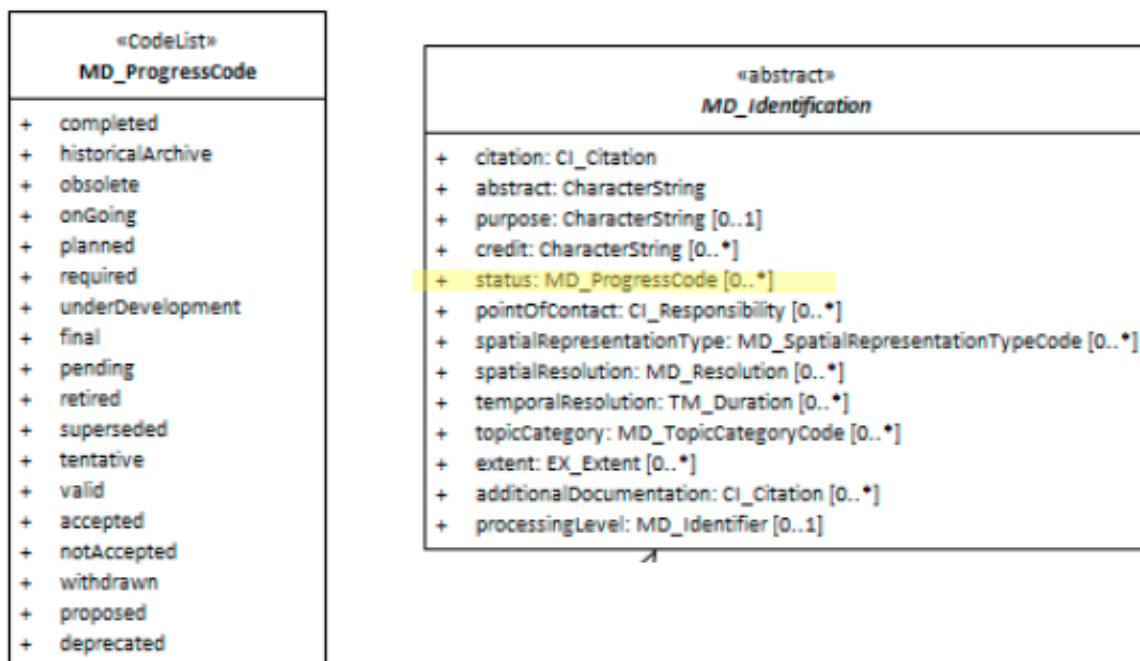 «CodeList»
MD_ProgressCode
+ completed
+ historicalArchive
+ obsolete
+ onGoing
+ planned
+ required
+ underDevelopment
+ final
+ pending
+ retired
+ superseded
+ tentative
+ valid
+ accepted
+ notAccepted
+ withdrawn
+ proposed
+ deprecated
«abstract»
MD_Identification
+ citation: CI_Citation
+ abstract: CharacterString
+ purpose: CharacterString [0..1]
+ credit: CharacterString [0..*]
+ status: MD_ProgressCode [0..*]
+ pointOfContact: CI_Responsibility [0..*]
+ spatialRepresentationType: MD_SpatialRepresentationTypeCode [0..*]
+ spatialResolution: MD_Resolution [0..*]
+ temporalResolution: TM_Duration [0..*]
+ topicCategory: MD_TopicCategoryCode [0..*]
+ extent: EX_Extent [0..*]
+ additionalDocumentation: CI_Citation [0..*]
+ processingLevel: MD_Identifier [0..1]